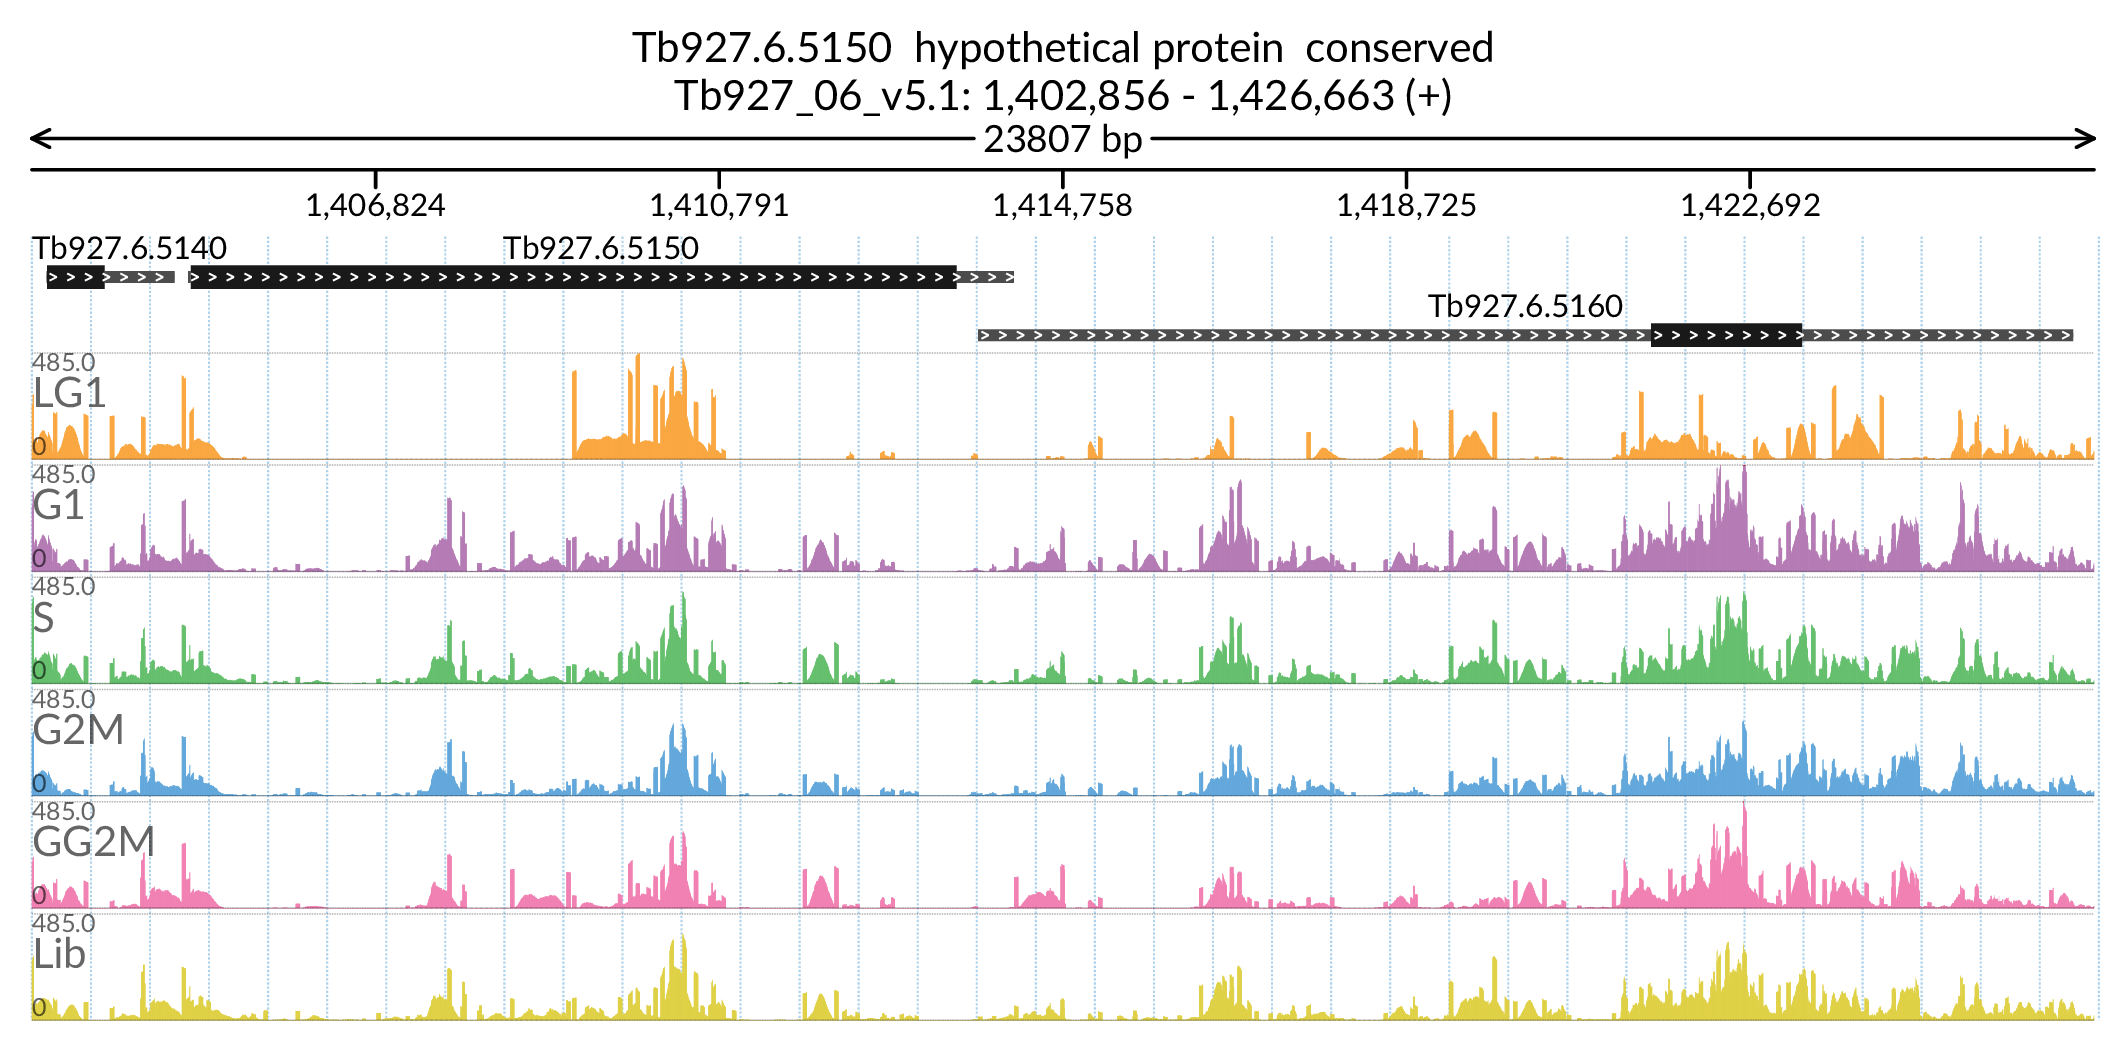 Tb927.6.5150  hypothetical protein  conserved
Tb927_06_v5.1: 1,402,856 - 1,426,663 (+)
23807 bp
1,406,824 1,410,791 1,414,758 1,418,725 1,422,692
Tb927.6.5140 Tb927.6.5150
Tb927.6.5160
485.0
LG1
0
485.0
G1
0
485.0
S
0
485.0
G2M
0
485.0
GG2M
0
485.0
Lib
0